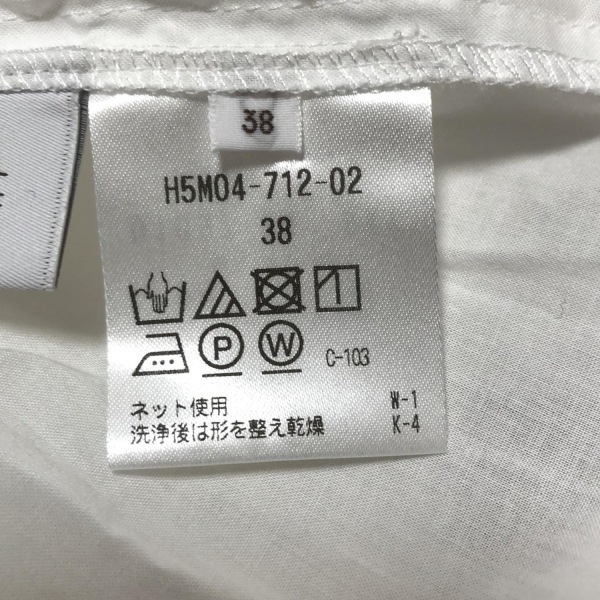 38
H5M04-712-02
38
P W C-103
ネット使用 W-1
洗浄後は形を整え乾燥 K-4